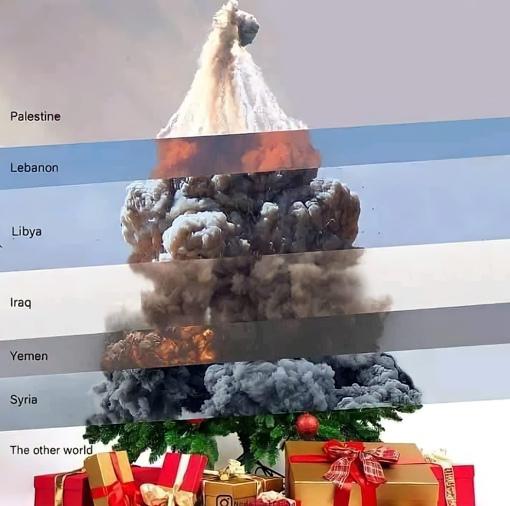 Palestine
Lebanon
Libya
Iraq
Yemen
Syria
The other world